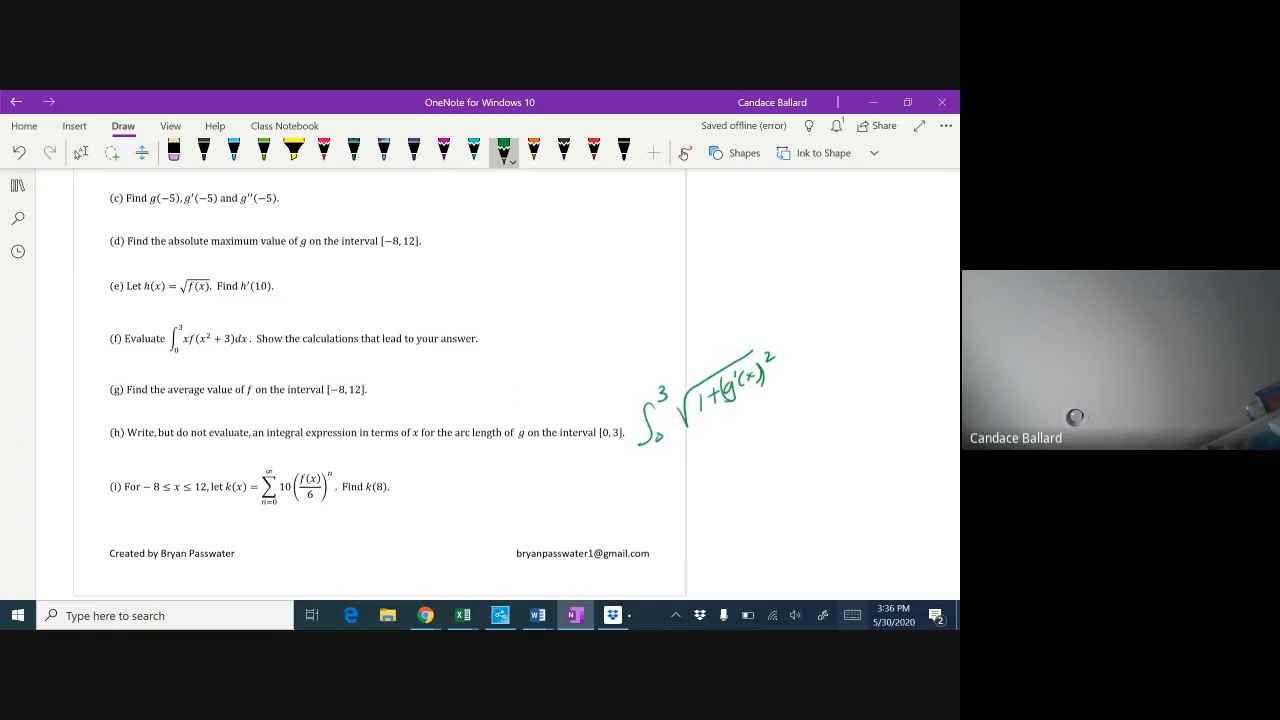 OneNote for Windows 10
Candace Ballard
Home Insert Draw View Help Class Notebook
Saved offline (error)
Share
Shapes
Ink to Shape
(c) Find g(−5), g′(−5) and g′′(−5).
(d) Find the absolute maximum value of g on the interval [−8, 12].
(e) Let h(x) = √f(x). Find h′(10).
(f) Evaluate ∫₀³ xf(x² + 3)dx. Show the calculations that lead to your answer.
(g) Find the average value of f on the interval [−8, 12].
(h) Write, but do not evaluate, an integral expression in terms of x for the arc length of g on the interval [0, 3].
∫₀³ √1+(g′(x))²
(i) For − 8 ≤ x ≤ 12, let k(x) = ∑ n=0 ∞ 10 (f(x)/6)ⁿ. Find k(8).
Created by Bryan Passwater
bryanpasswater1@gmail.com
Candace Ballard
Type here to search
3:36 PM
5/30/2020
2